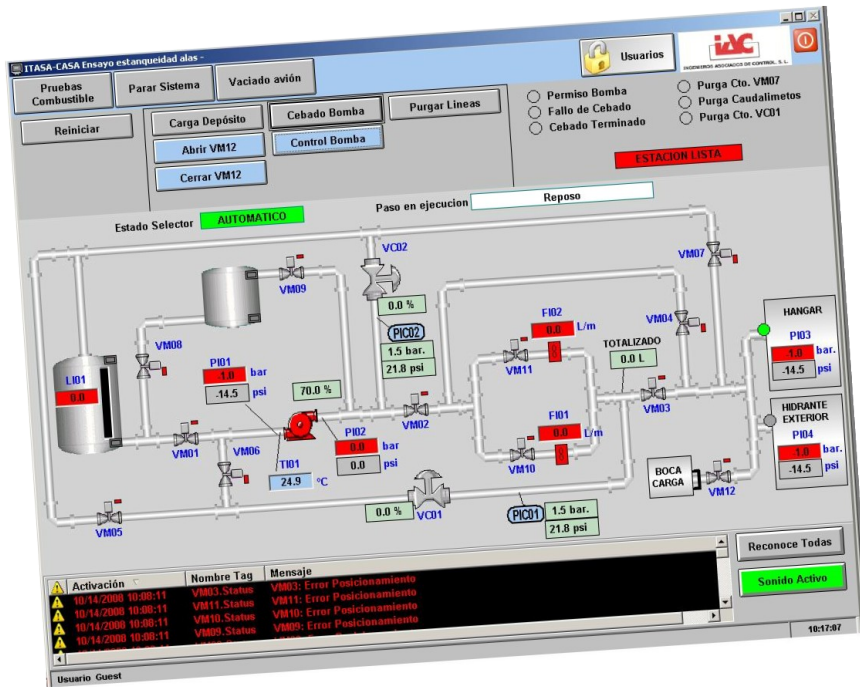 ITASA-CASA Ensayo estanqueidad alas -
Pruebas Combustible
Parar Sistema
Vaciado avión
Usuarios
iAC
INGENIEROS ASOCIADOS DE CONTROL, S. L.
Reiniciar
Carga Depósito
Cebado Bomba
Purgar Lineas
Abrir VM12
Control Bomba
Cerrar VM12
Permiso Bomba
Fallo de Cebado
Cebado Terminado
Purga Cto. VM07
Purga Caudalimetos
Purga Cto. VC01
ESTACION LISTA
Estado Selector
AUTOMATICO
Paso en ejecucion
Reposo
VC02
VM07
VM09
0.0 %
PIC02
1.5 bar.
21.8 psi
FI02
0.0 L/m
VM04
HANGAR
PI03
-1.0 bar.
-14.5 psi
VM08
PI01
-1.0 bar
-14.5 psi
LI01
0.0
70.0 %
VM11
TOTALIZADO
0.0 L
VM02
VM03
FI01
0.0 L/m
HIDRANTE
EXTERIOR
PI04
-1.0 bar.
-14.5 psi
VM01
VM06
PI02
0.0 bar
0.0 psi
TI01
24.9 °C
VM10
BOCA
CARGA
VM12
VM05
0.0 %
VC01
PIC01
1.5 bar.
21.8 psi
Activación
Nombre Tag
Mensaje
10/14/2008 10:08:11 VM03.Status VM03: Error Posicionamiento
10/14/2008 10:08:11 VM11.Status VM11: Error Posicionamiento
10/14/2008 10:08:11 VM10.Status VM10: Error Posicionamiento
10/14/2008 10:08:11 VM09.Status VM09: Error Posicionamiento
Reconoce Todas
Sonido Activo
Usuario Guest
10:17:07